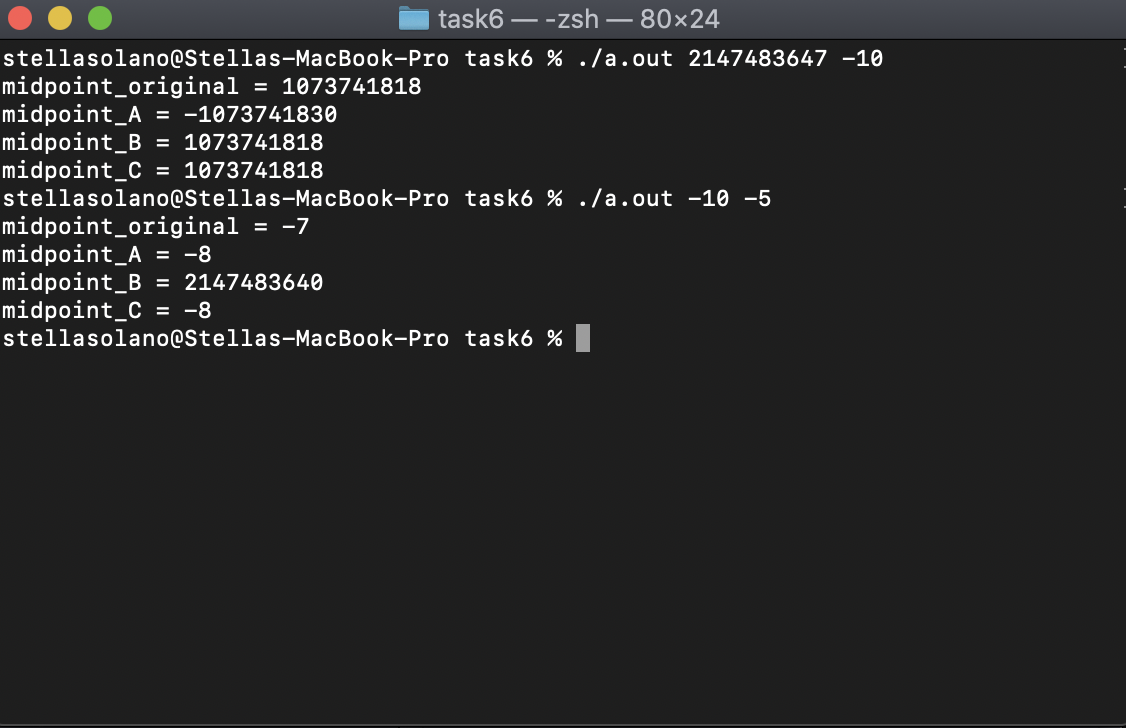 task6 — -zsh — 80×24
stellasolano@Stellas-MacBook-Pro task6 % ./a.out 2147483647 -10
midpoint_original = 1073741818
midpoint_A = -1073741830
midpoint_B = 1073741818
midpoint_C = 1073741818
stellasolano@Stellas-MacBook-Pro task6 % ./a.out -10 -5
midpoint_original = -7
midpoint_A = -8
midpoint_B = 2147483640
midpoint_C = -8
stellasolano@Stellas-MacBook-Pro task6 %